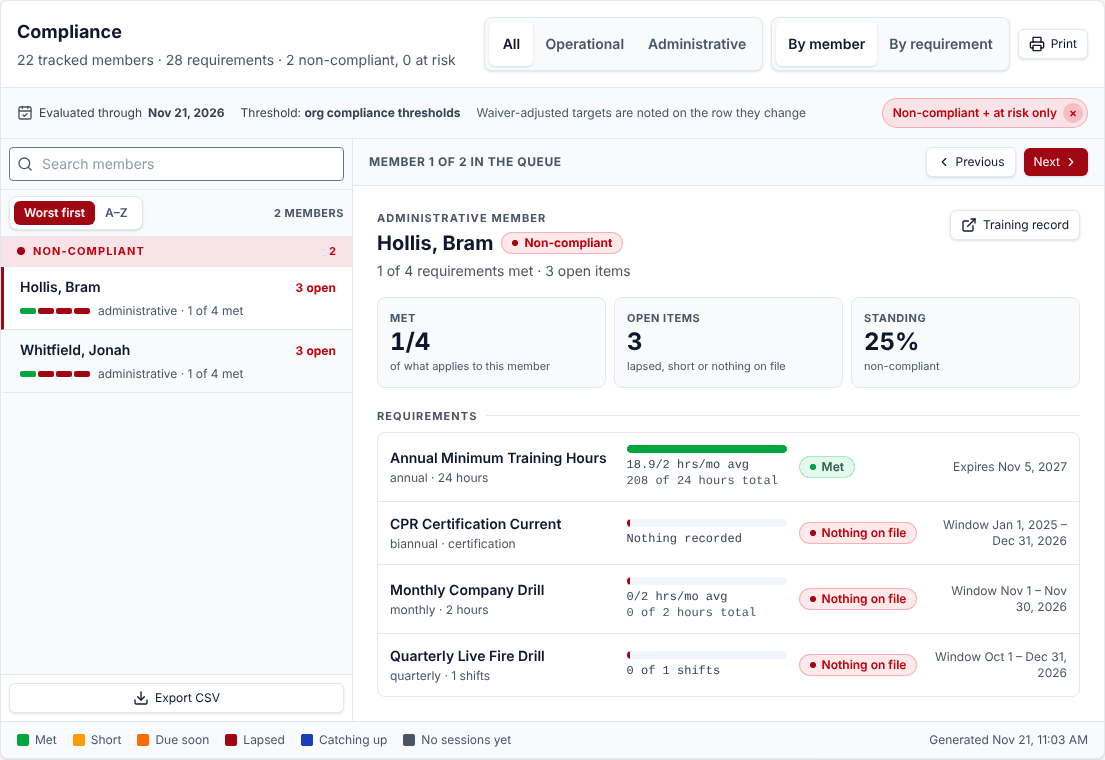 Compliance
22 tracked members · 28 requirements · 2 non-compliant, 0 at risk
All
Operational
Administrative
By member
By requirement
Print
Evaluated through Nov 21, 2026
Threshold: org compliance thresholds
Waiver-adjusted targets are noted on the row they change
Non-compliant + at risk only ×
Search members
Worst first
A–Z
2 MEMBERS
NON-COMPLIANT
2
Hollis, Bram
3 open
administrative · 1 of 4 met
Whitfield, Jonah
3 open
administrative · 1 of 4 met
Export CSV
MEMBER 1 OF 2 IN THE QUEUE
Previous
Next
ADMINISTRATIVE MEMBER
Hollis, Bram
Non-compliant
Training record
1 of 4 requirements met · 3 open items
MET
1/4
of what applies to this member
OPEN ITEMS
3
lapsed, short or nothing on file
STANDING
25%
non-compliant
REQUIREMENTS
Annual Minimum Training Hours
annual · 24 hours
18.9/2 hrs/mo avg
208 of 24 hours total
Met
Expires Nov 5, 2027
CPR Certification Current
biannual · certification
Nothing recorded
Nothing on file
Window Jan 1, 2025 –
Dec 31, 2026
Monthly Company Drill
monthly · 2 hours
0/2 hrs/mo avg
0 of 2 hours total
Nothing on file
Window Nov 1 – Nov
30, 2026
Quarterly Live Fire Drill
quarterly · 1 shifts
0 of 1 shifts
Nothing on file
Window Oct 1 – Dec 31,
2026
Met
Short
Due soon
Lapsed
Catching up
No sessions yet
Generated Nov 21, 11:03 AM